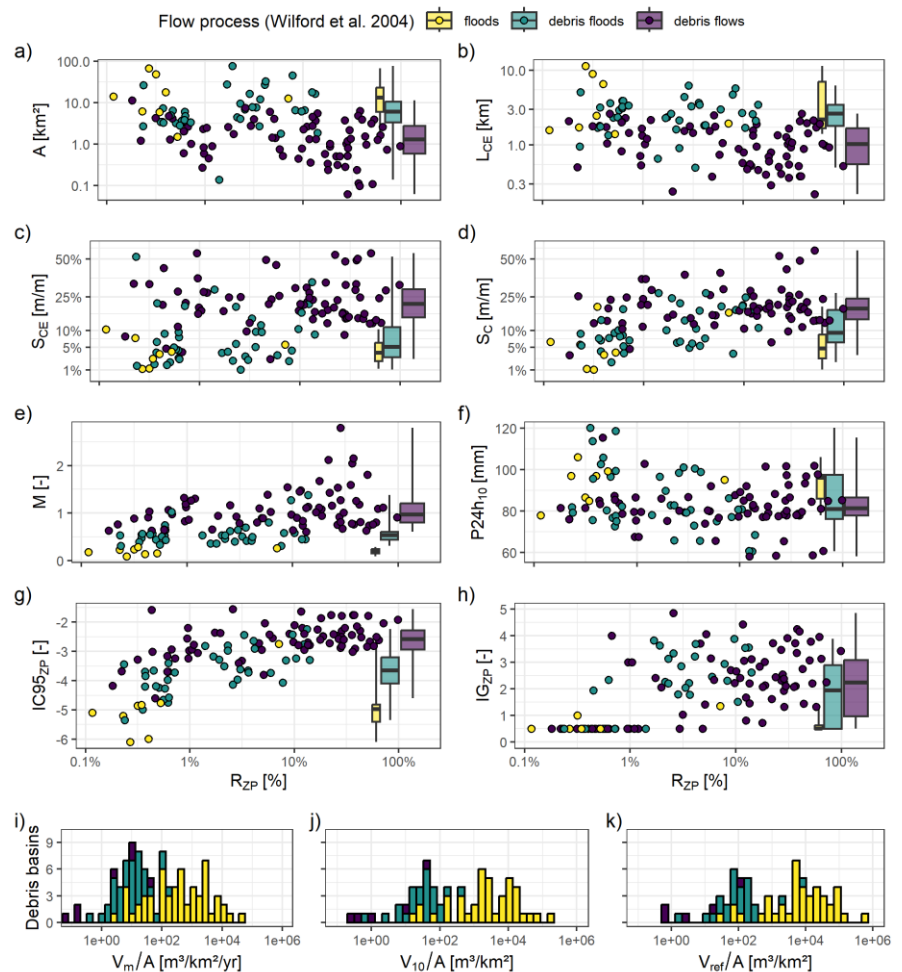 Flow process (Wilford et al. 2004) floods debris floods debris flows
a) b)
100.0
10.0
1.0
0.1
A [km²]
10.0
3.0
1.0
0.3
L_CE [km]
c) d)
50%
25%
10%
5%
1%
S_CE [m/m]
50%
25%
10%
5%
1%
S_C [m/m]
e) f)
2
1
0
M [-]
120
100
80
60
P24h₁₀ [mm]
g) h)
-2
-3
-4
-5
-6
IC95_ZP [-]
5
4
3
2
1
0
IG_ZP [-]
0.1% 1% 10% 100% 0.1% 1% 10% 100%
R_ZP [%] R_ZP [%]
i) j) k)
9
6
3
0
Debris basins
1e+00 1e+02 1e+04 1e+06 1e+00 1e+02 1e+04 1e+06 1e+00 1e+02 1e+04 1e+06
V_m/A [m³/km²/yr] V₁₀/A [m³/km²] V_ref/A [m³/km²]